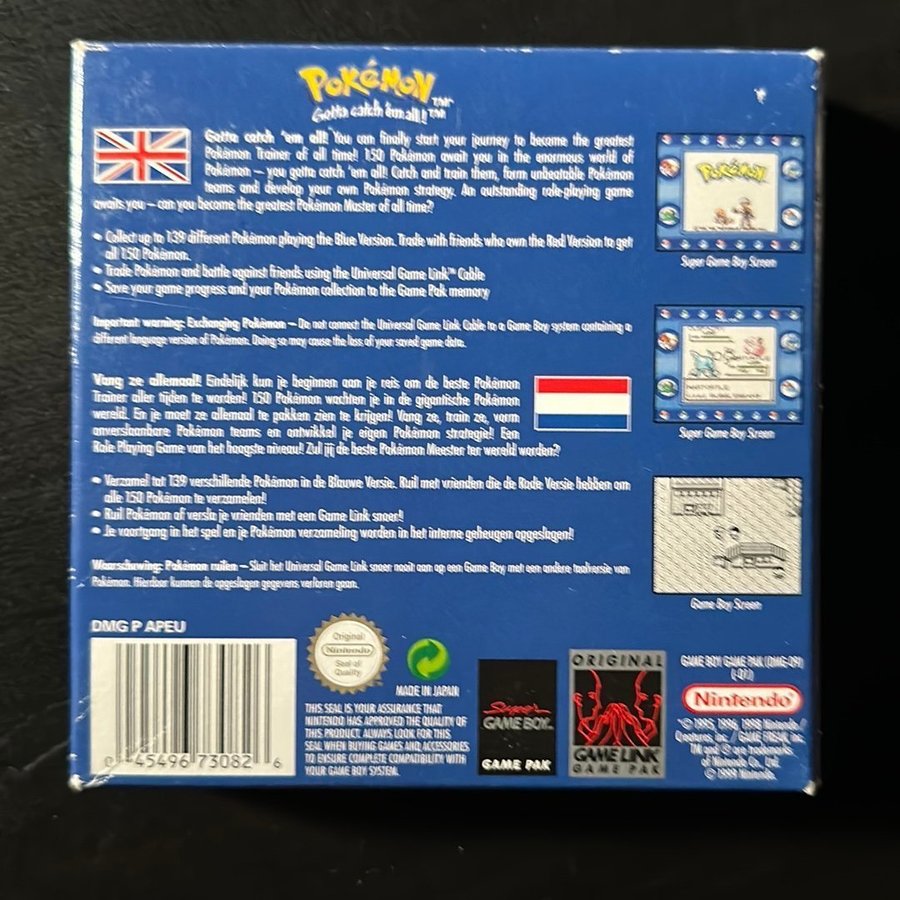 POKéMON™
Gotta catch 'em all!™
Gotta catch 'em all! You can finally start your journey to become the greatest
Pokémon Trainer of all time! 150 Pokémon await you in the enormous world of
Pokémon – you gotta catch 'em all! Catch and train them, form unbeatable Pokémon
teams and develop your own Pokémon strategy. An outstanding role-playing game
awaits you – can you become the greatest Pokémon Master of all time?
• Collect up to 139 different Pokémon playing the Blue Version. Trade with friends who own the Red Version to get
all 150 Pokémon.
• Trade Pokémon and battle against friends using the Universal Game Link™ Cable
• Save your game progress and your Pokémon collection to the Game Pak memory
Important warning: Exchanging Pokémon – Do not connect the Universal Game Link Cable to a Game Boy system containing a
different language version of Pokémon. Doing so may cause the loss of your saved game data.
Vang ze allemaal! Eindelijk kun je beginnen aan je reis om de beste Pokémon
Trainer aller tijden te worden! 150 Pokémon wachten je in de gigantische Pokémon
wereld. En je moet ze allemaal te pakken zien te krijgen! Vang ze, train ze, vorm
onverslaanbare Pokémon teams en ontwikkel je eigen Pokémon strategie! Een
Role Playing Game van het hoogste niveau! Zul jij de beste Pokémon Meester ter wereld worden?
• Verzamel tot 139 verschillende Pokémon in de Blauwe Versie. Ruil met vrienden die de Rode Versie hebben om
alle 150 Pokémon te verzamelen!
• Ruil Pokémon of versla je vrienden met een Game Link snoer!
• Je voortgang in het spel en je Pokémon verzameling worden in het interne geheugen opgeslagen!
Waarschuwing: Pokémon ruilen – Sluit het Universal Game Link snoer nooit aan op een Game Boy met een andere taalversie van
Pokémon. Hierdoor kunnen de opgeslagen gegevens verloren gaan.
POKéMON
Super Game Boy Screen
Super Game Boy Screen
Game Boy Screen
DMG P APEU
0 45496 73082 6
Original
Nintendo
Seal of
Quality
MADE IN JAPAN
THIS SEAL IS YOUR ASSURANCE THAT
NINTENDO HAS APPROVED THE QUALITY OF
THIS PRODUCT. ALWAYS LOOK FOR THIS
SEAL WHEN BUYING GAMES AND ACCESSORIES
TO ENSURE COMPLETE COMPATIBILITY WITH
YOUR GAME BOY SYSTEM.
Super
GAME BOY
GAME PAK
ORIGINAL
GAME LINK
GAME PAK
GAME BOY GAME PAK (DMG-09)
(-07)
Nintendo®
©1995, 1996, 1998 Nintendo /
Creatures, inc. / GAME FREAK, inc.
TM and ® are trademarks
of Nintendo Co., Ltd.
© 1999 Nintendo.